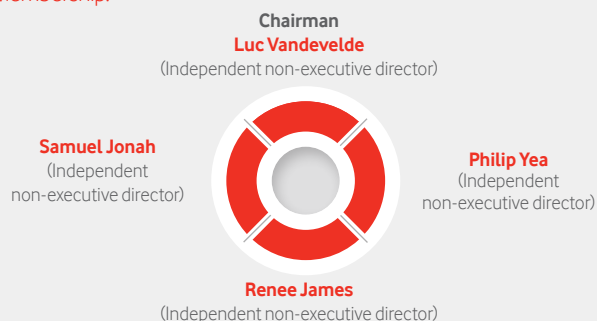 Chairman
Luc Vandevelde
(Independent non-executive director)
Samuel Jonah
(Independent
non-executive director)
Philip Yea
(Independent
non-executive director)
Renee James
(Independent non-executive director)